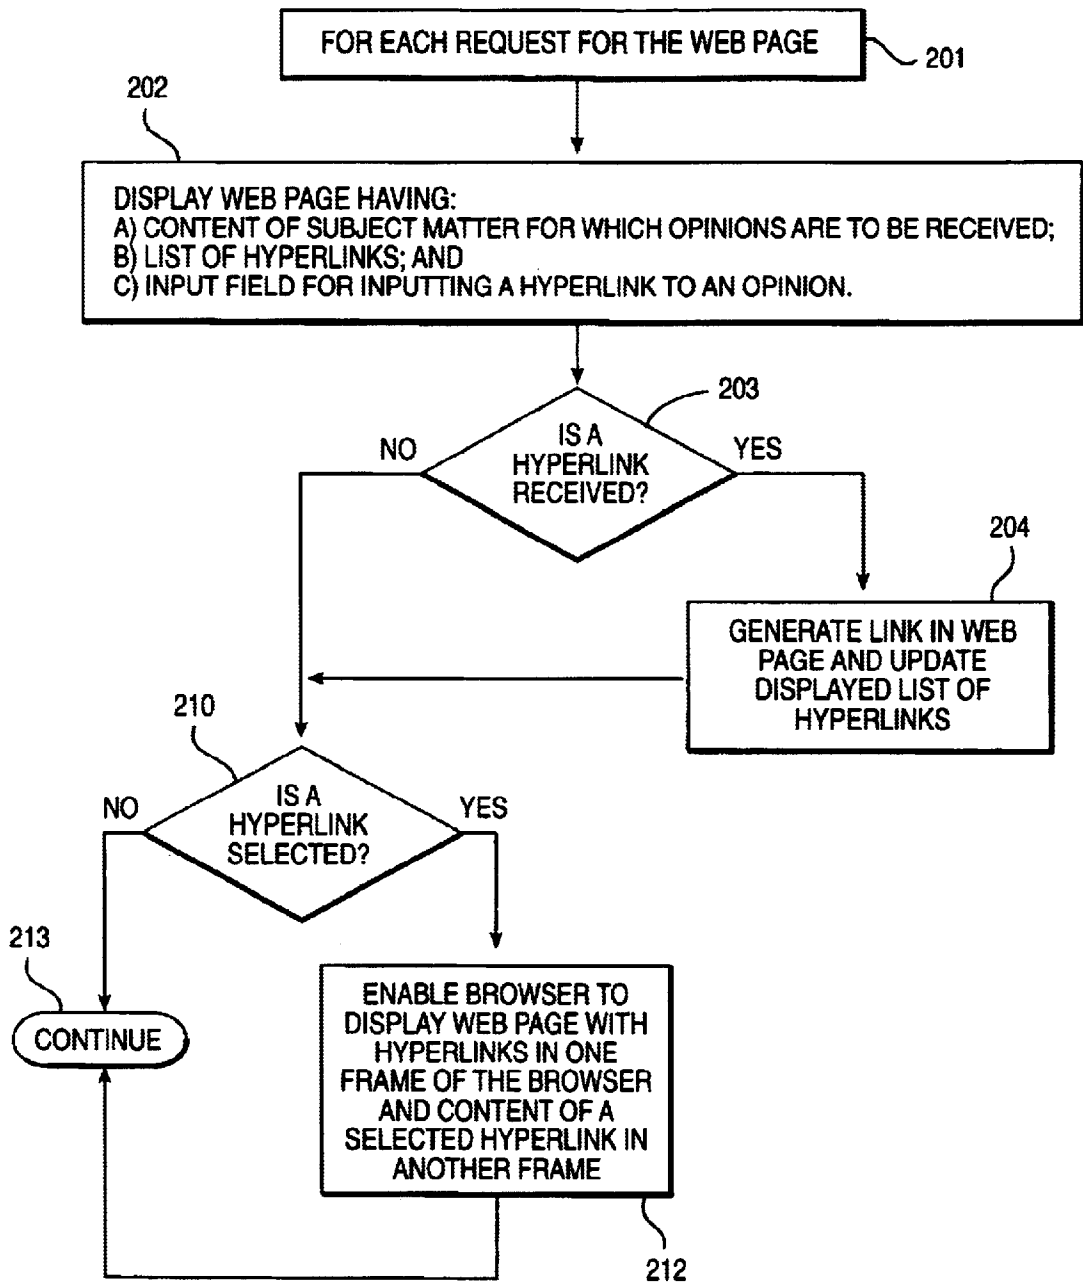 FOR EACH REQUEST FOR THE WEB PAGE
201
202
DISPLAY WEB PAGE HAVING:
A) CONTENT OF SUBJECT MATTER FOR WHICH OPINIONS ARE TO BE RECEIVED;
B) LIST OF HYPERLINKS; AND
C) INPUT FIELD FOR INPUTTING A HYPERLINK TO AN OPINION.
203
NO
IS A
HYPERLINK
RECEIVED?
YES
204
GENERATE LINK IN WEB
PAGE AND UPDATE
DISPLAYED LIST OF
HYPERLINKS
210
NO
IS A
HYPERLINK
SELECTED?
YES
213
CONTINUE
ENABLE BROWSER TO
DISPLAY WEB PAGE WITH
HYPERLINKS IN ONE
FRAME OF THE BROWSER
AND CONTENT OF A
SELECTED HYPERLINK IN
ANOTHER FRAME
212